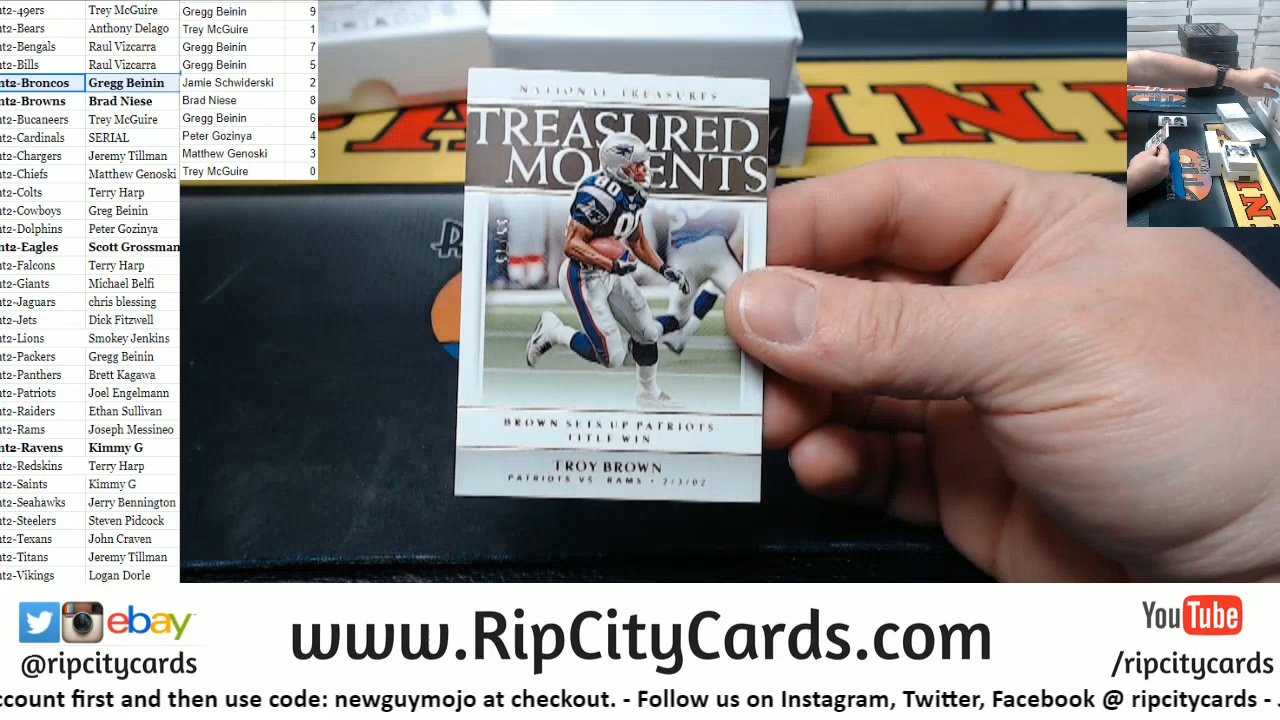 nt2-49ers Trey McGuire Gregg Beinin 9
nt2-Bears Anthony Delago Trey McGuire 1
nt2-Bengals Raul Vizcarra Gregg Beinin 7
nt2-Bills Raul Vizcarra Gregg Beinin 5
nt2-Broncos Gregg Beinin Jamie Schwiderski 2
nt2-Browns Brad Niese Brad Niese 8
nt2-Bucaneers Trey McGuire Gregg Beinin 6
nt2-Cardinals SERIAL Peter Gozinya 4
nt2-Chargers Jeremy Tillman Matthew Genoski 3
nt2-Chiefs Matthew Genoski Trey McGuire 0
nt2-Colts Terry Harp
nt2-Cowboys Greg Beinin
nt2-Dolphins Peter Gozinya
nt2-Eagles Scott Grossman
nt2-Falcons Terry Harp
nt2-Giants Michael Belfi
nt2-Jaguars chris blessing
nt2-Jets Dick Fitzwell
nt2-Lions Smokey Jenkins
nt2-Packers Gregg Beinin
nt2-Panthers Brett Kagawa
nt2-Patriots Joel Engelmann
nt2-Raiders Ethan Sullivan
nt2-Rams Joseph Messineo
nt2-Ravens Kimmy G
nt2-Redskins Terry Harp
nt2-Saints Kimmy G
nt2-Seahawks Jerry Bennington
nt2-Steelers Steven Pidcock
nt2-Texans John Craven
nt2-Titans Jeremy Tillman
nt2-Vikings Logan Dorle
NATIONAL TREASURES
TREASURED
MOMENTS
80
BROWN SETS UP PATRIOTS
TITLE WIN
TROY BROWN
PATRIOTS VS. RAMS • 2/3/02
ebay
@ripcitycards
www.RipCityCards.com
YouTube
/ripcitycards
ccount first and then use code: newguymojo at checkout. - Follow us on Instagram, Twitter, Facebook @ ripcitycards -